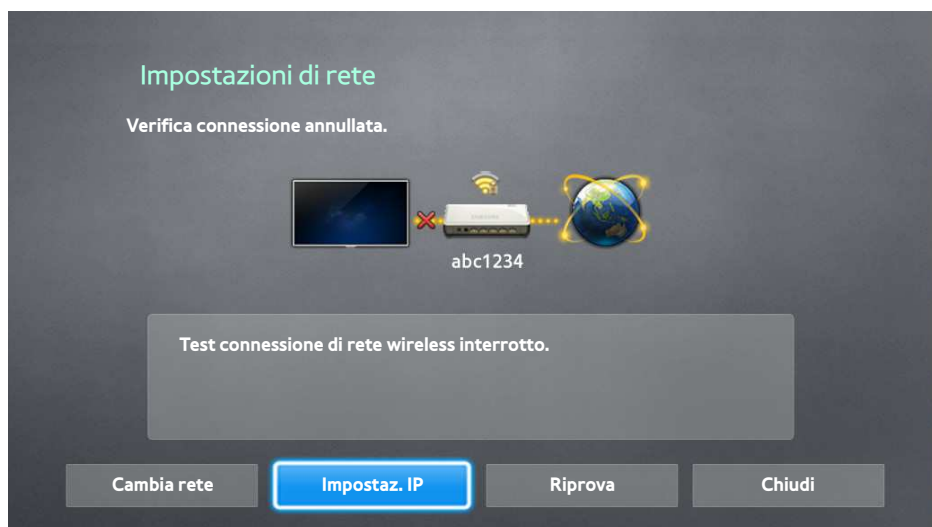 Impostazioni di rete
Verifica connessione annullata.
abc1234
Test connessione di rete wireless interrotto.
Cambia rete
Impostaz. IP
Riprova
Chiudi